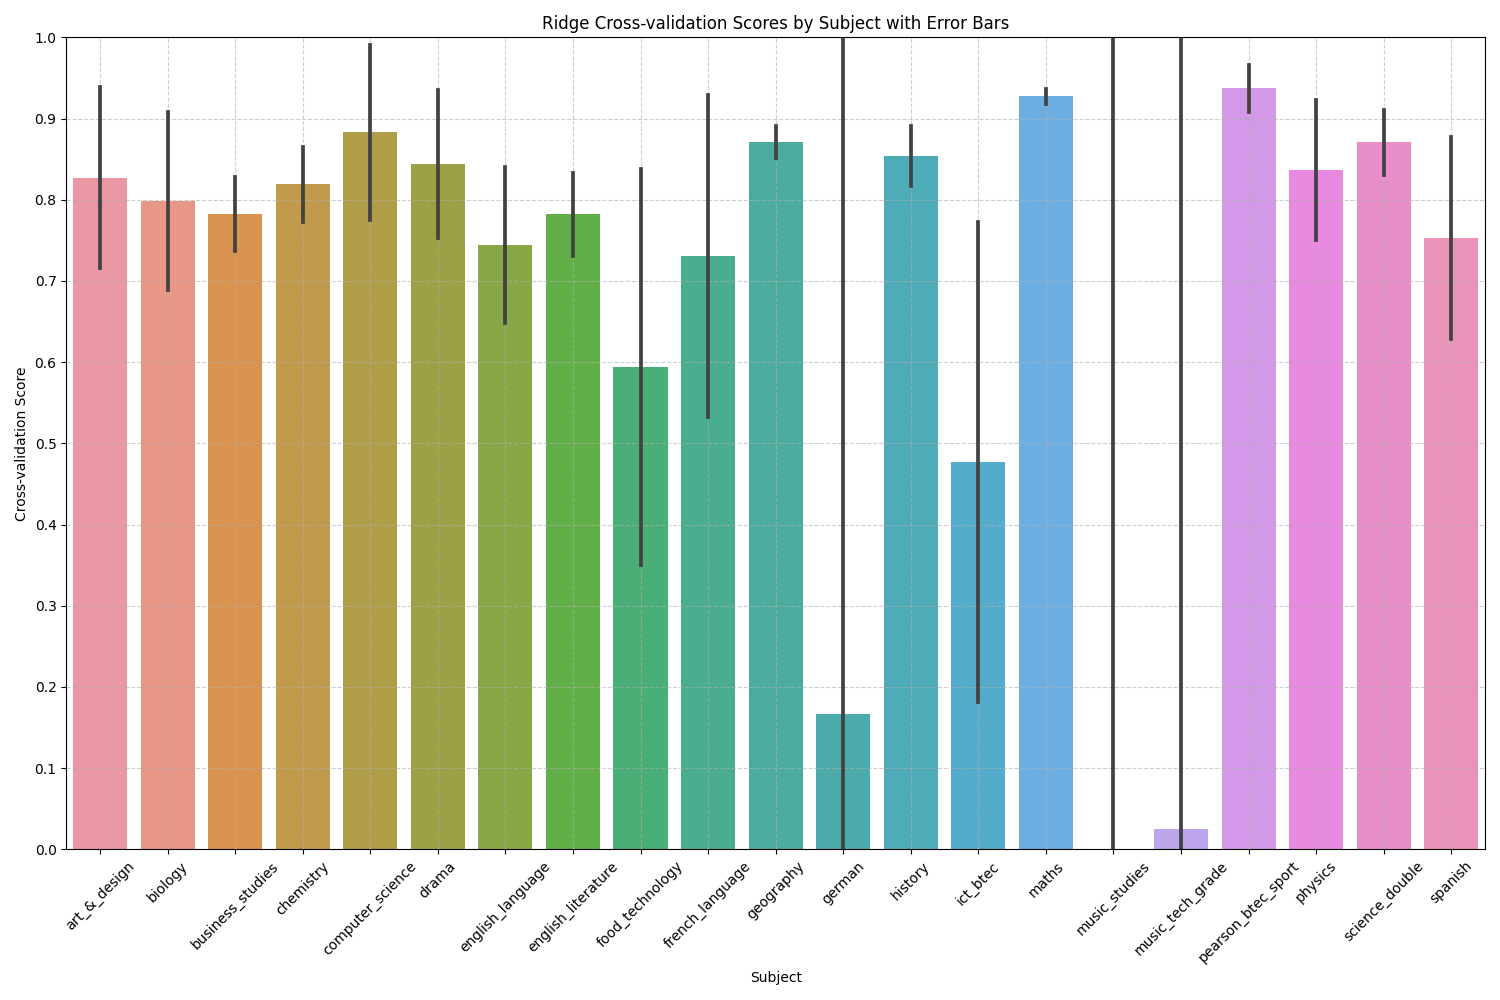 Ridge Cross-validation Scores by Subject with Error Bars
Cross-validation Score
1.0
0.9
0.8
0.7
0.6
0.5
0.4
0.3
0.2
0.1
0.0
art_&_design
biology
business_studies
chemistry
computer_science
drama
english_language
english_literature
food_technology
french_language
geography
german
history
ict_btec
maths
music_studies
music_tech_grade
pearson_btec_sport
physics
science_double
spanish
Subject